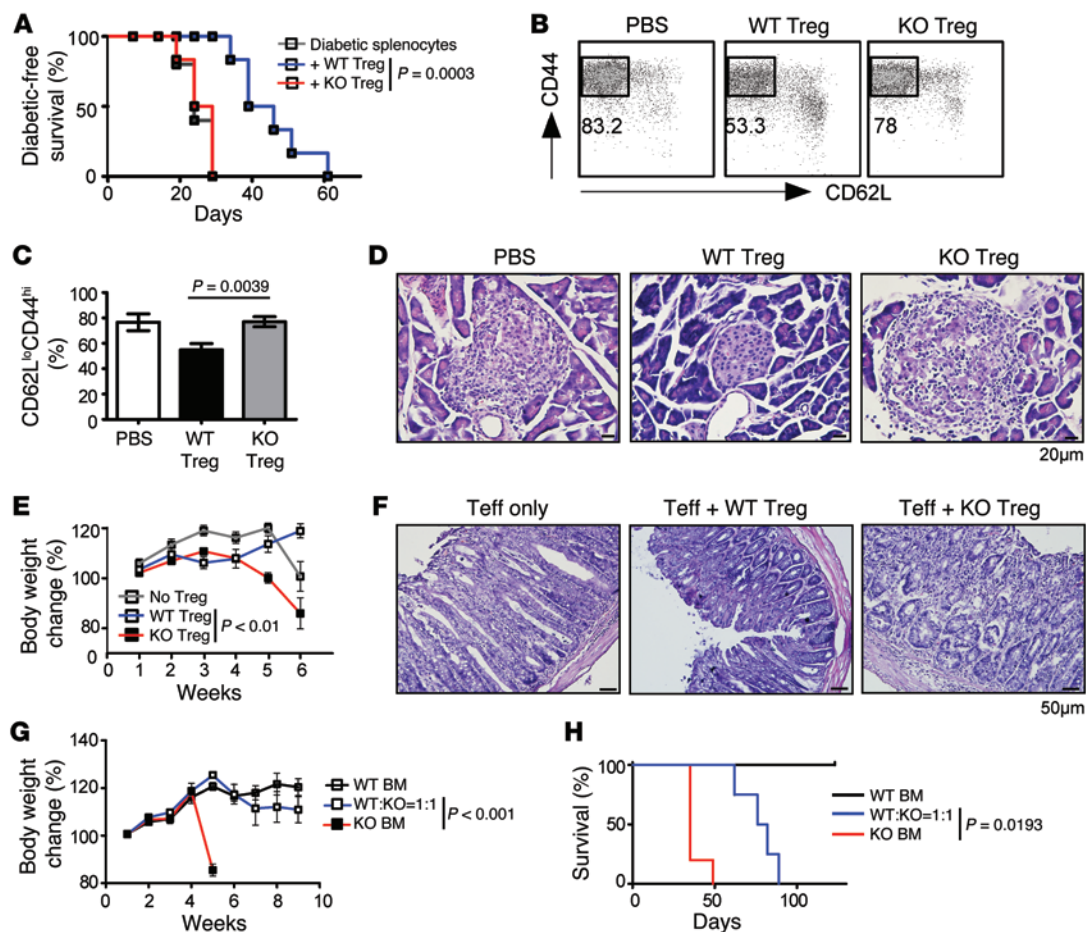 A
Diabetic-free
survival (%)
100
50
0
0 20 40 60
Days
Diabetic splenocytes
+ WT Treg
+ KO Treg
P = 0.0003
B
PBS WT Treg KO Treg
CD44
83.2 53.3 78
CD62L
C
P = 0.0039
CD62LloCD44hi
(%)
100
80
60
40
20
0
PBS WT
Treg KO
Treg
D
PBS WT Treg KO Treg
20µm
E
Body weight
change (%)
120
100
80
0
No Treg
WT Treg
KO Treg
P < 0.01
1 2 3 4 5 6
Weeks
F
Teff only Teff + WT Treg Teff + KO Treg
50µm
G
Body weight
change (%)
140
120
100
80
0 2 4 6 8 10
Weeks
WT BM
WT:KO=1:1
KO BM
P < 0.001
H
Survival (%)
100
50
0
0 50 100
Days
WT BM
WT:KO=1:1
KO BM
P = 0.0193